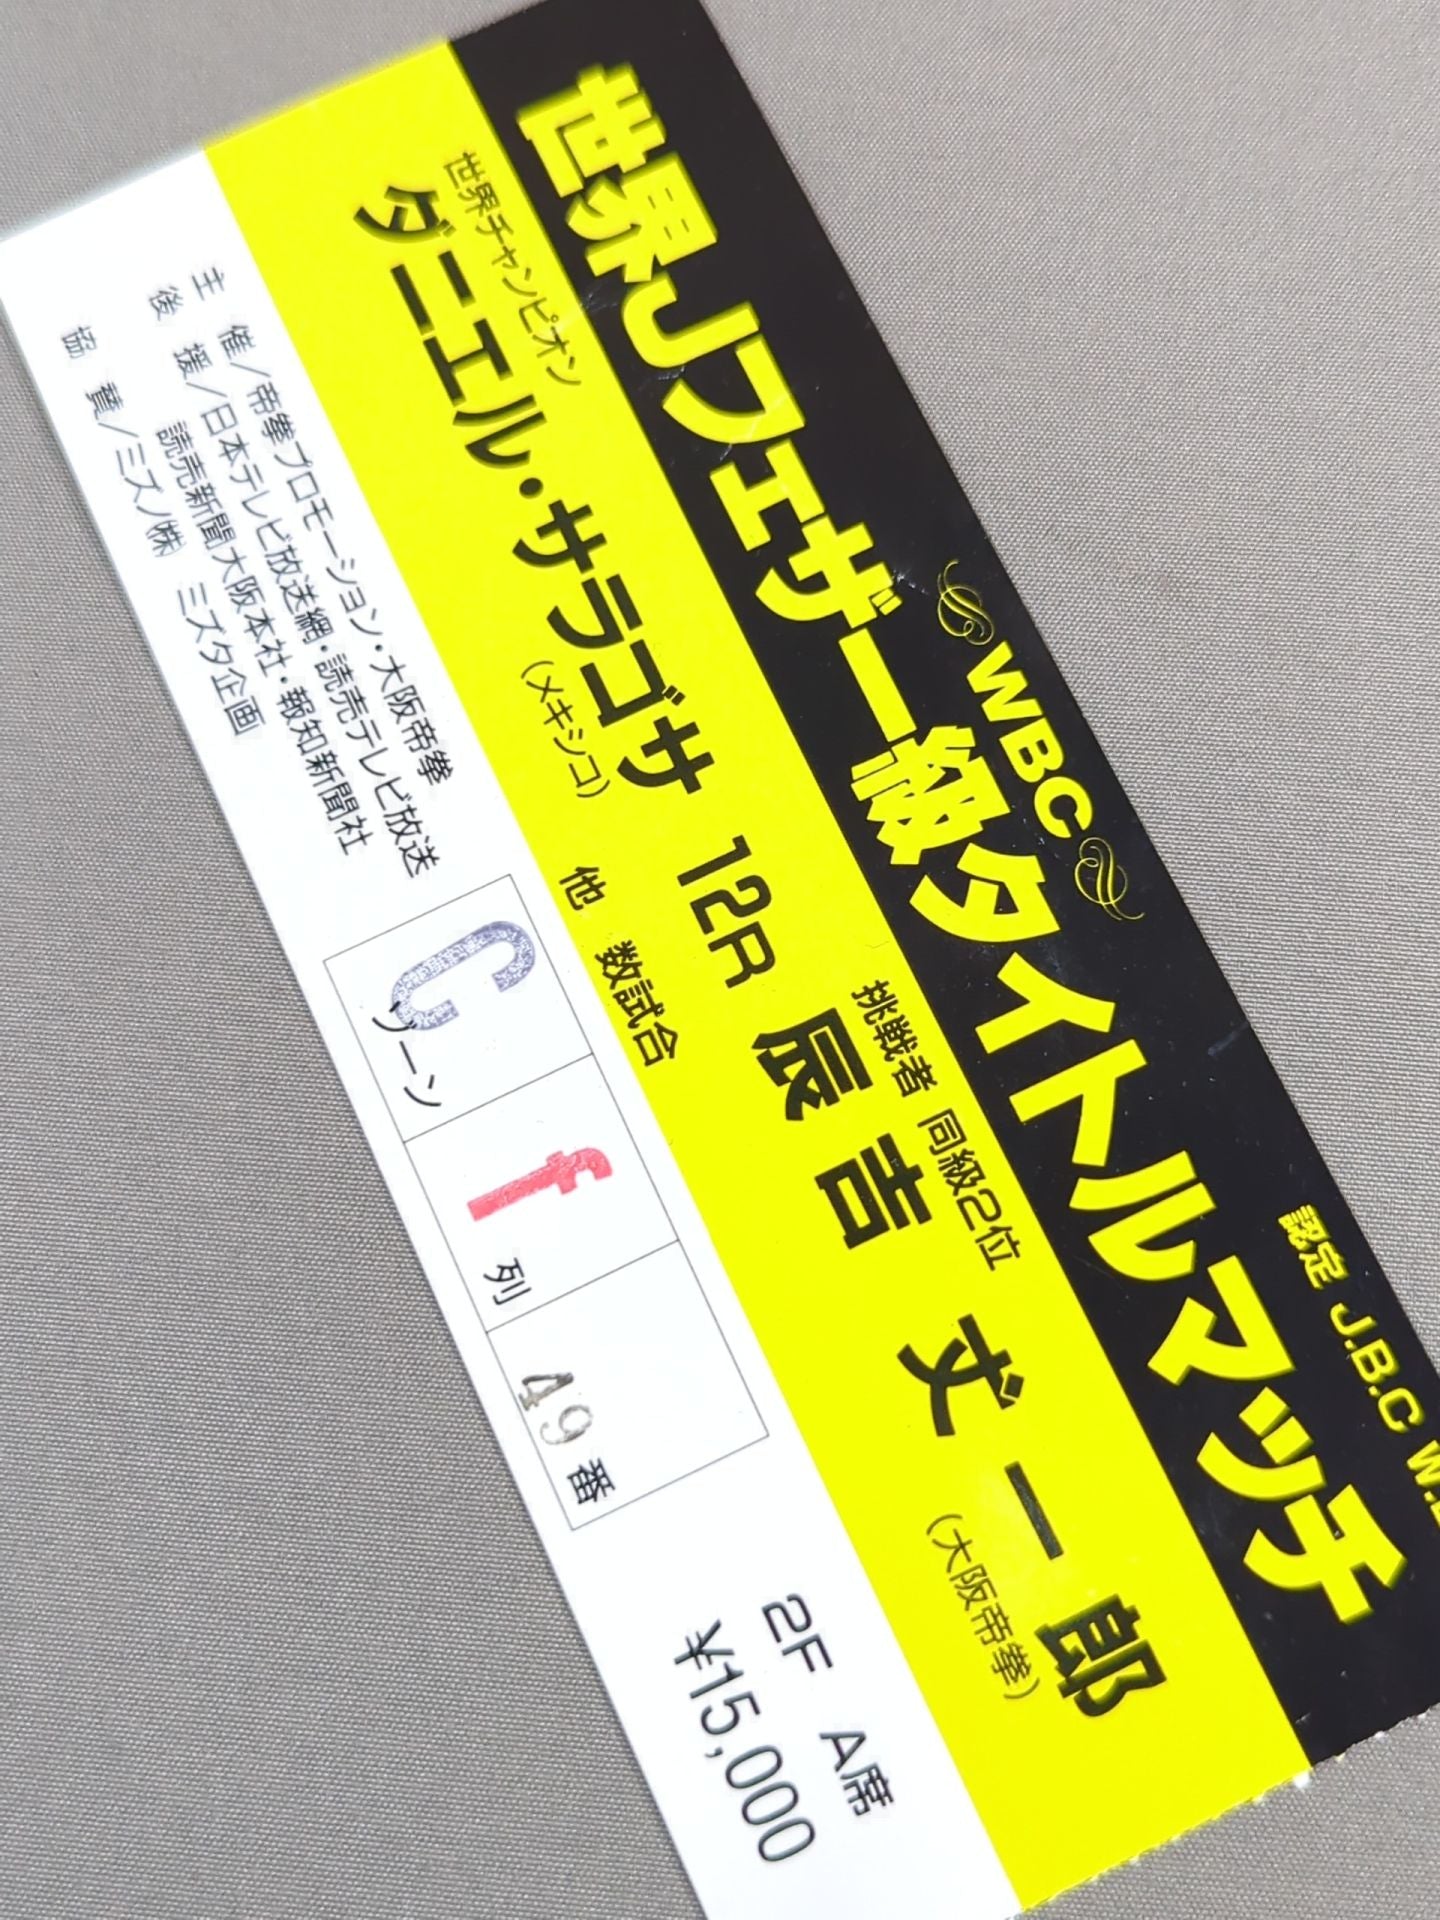 認定 J.B.C W.
WBC
世界Jフェザー級タイトルマッチ
世界チャンピオン
ダニエル・サラゴサ
(メキシコ)
12R
挑戦者 同級2位
辰吉 丈一郎
(大阪帝拳)
他 数試合
主催/帝拳プロモーション・大阪帝拳
後援/日本テレビ放送網・読売テレビ放送
読売新聞大阪本社・報知新聞社
協賛/ミズノ(株) ミズタ企画
C ゾーン
f 列
49 番
2F A席
¥15,000